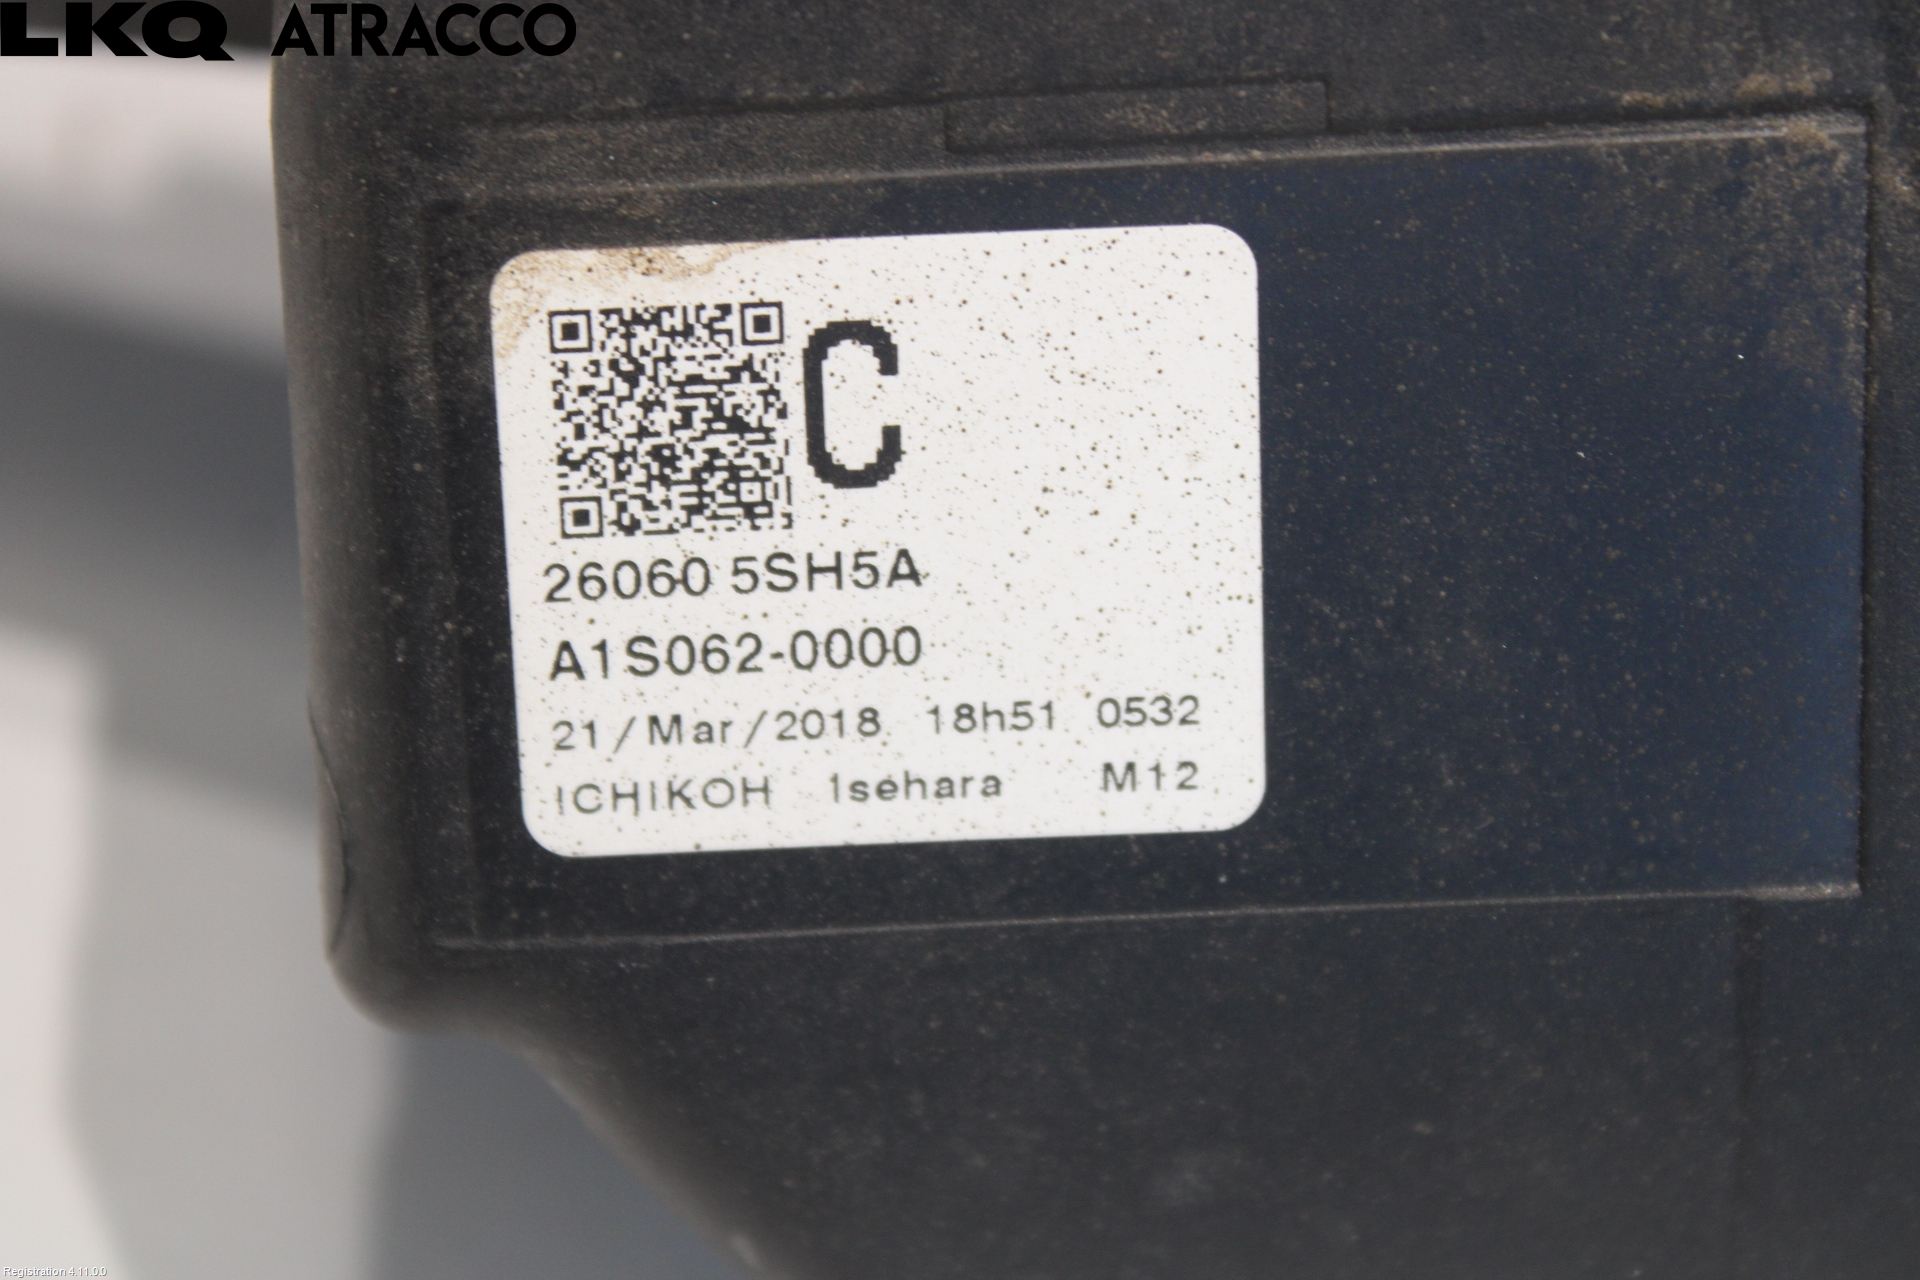 LKQ ATRACCO
C
26060 5SH5A
A1S062-0000
21/Mar/2018 18h51 0532
ICHIKOH 1sehara M12
Registration 4.11.0.0